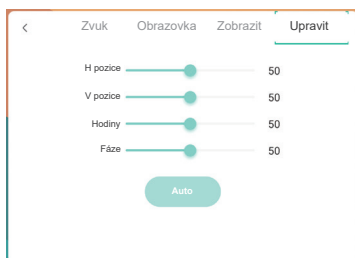 Zvuk Obrazovka Zobrazit Upravit
H pozice 50
V pozice 50
Hodiny 50
Fáze 50
Auto